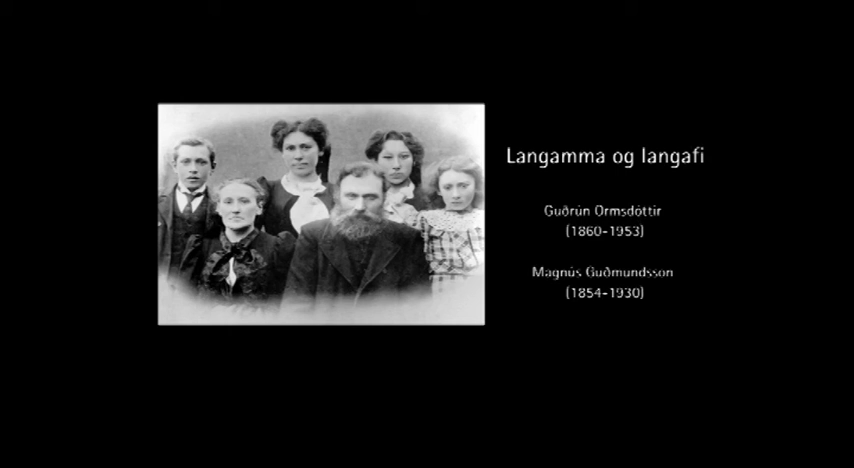 Langamma og langafi
Guðrún Ormsdóttir
(1860-1953)
Magnús Guðmundsson
(1854-1930)